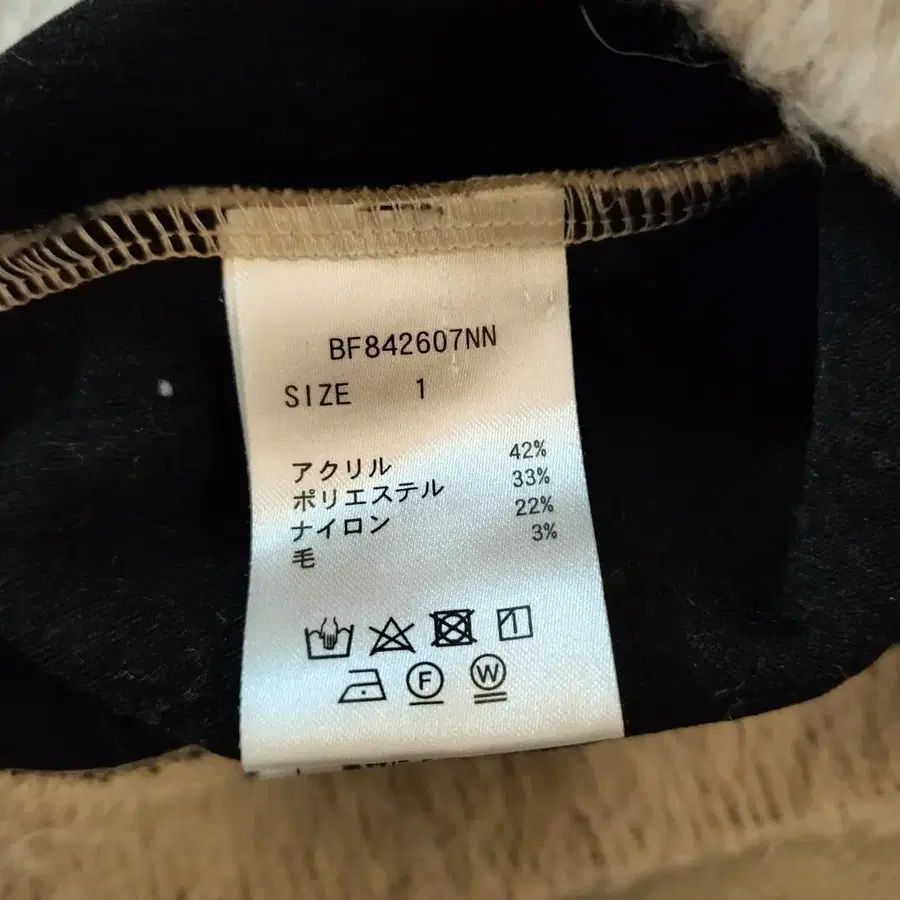 BF842607NN
SIZE 1
アクリル 42%
ポリエステル 33%
ナイロン 22%
毛 3%
F W